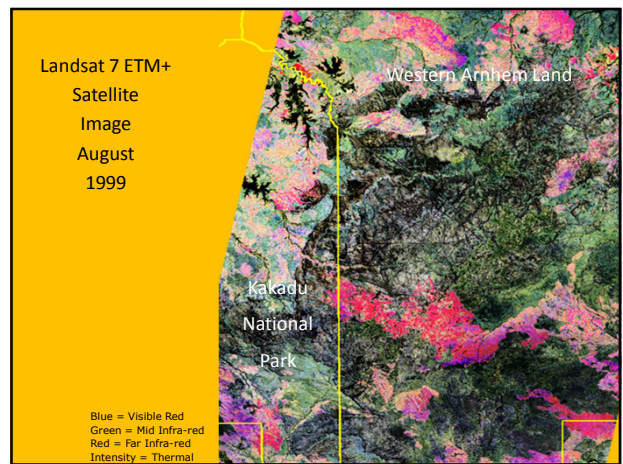 Landsat 7 ETM+
Satellite
Image
August
1999
Western Arnhem Land
Kakadu
National
Park
Blue = Visible Red
Green = Mid Infra-red
Red = Far Infra-red
Intensity = Thermal